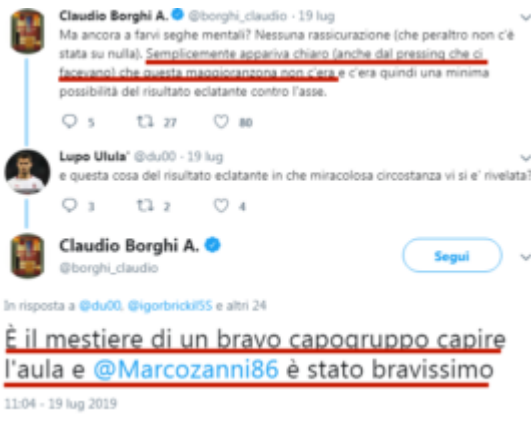 Claudio Borghi A. @borghi_claudio · 19 lug
Ma ancora a farvi seghe mentali? Nessuna rassicurazione (che peraltro non c'è
stata su nulla). Semplicemente appariva chiaro (anche dal pressing che ci
facevano) che questa maggioranzona non c'era e c'era quindi una minima
possibilità del risultato eclatante contro l'asse.
5 27 80
Lupo Ulula' @du00 · 19 lug
e questa cosa del risultato eclatante in che miracolosa circostanza vi si e' rivelata?
3 2 4
Claudio Borghi A.
@borghi_claudio
Segui
In risposta a @du00, @igorbrickil55 e altri 24
È il mestiere di un bravo capogruppo capire
l'aula e @Marcozanni86 è stato bravissimo
11:04 - 19 lug 2019